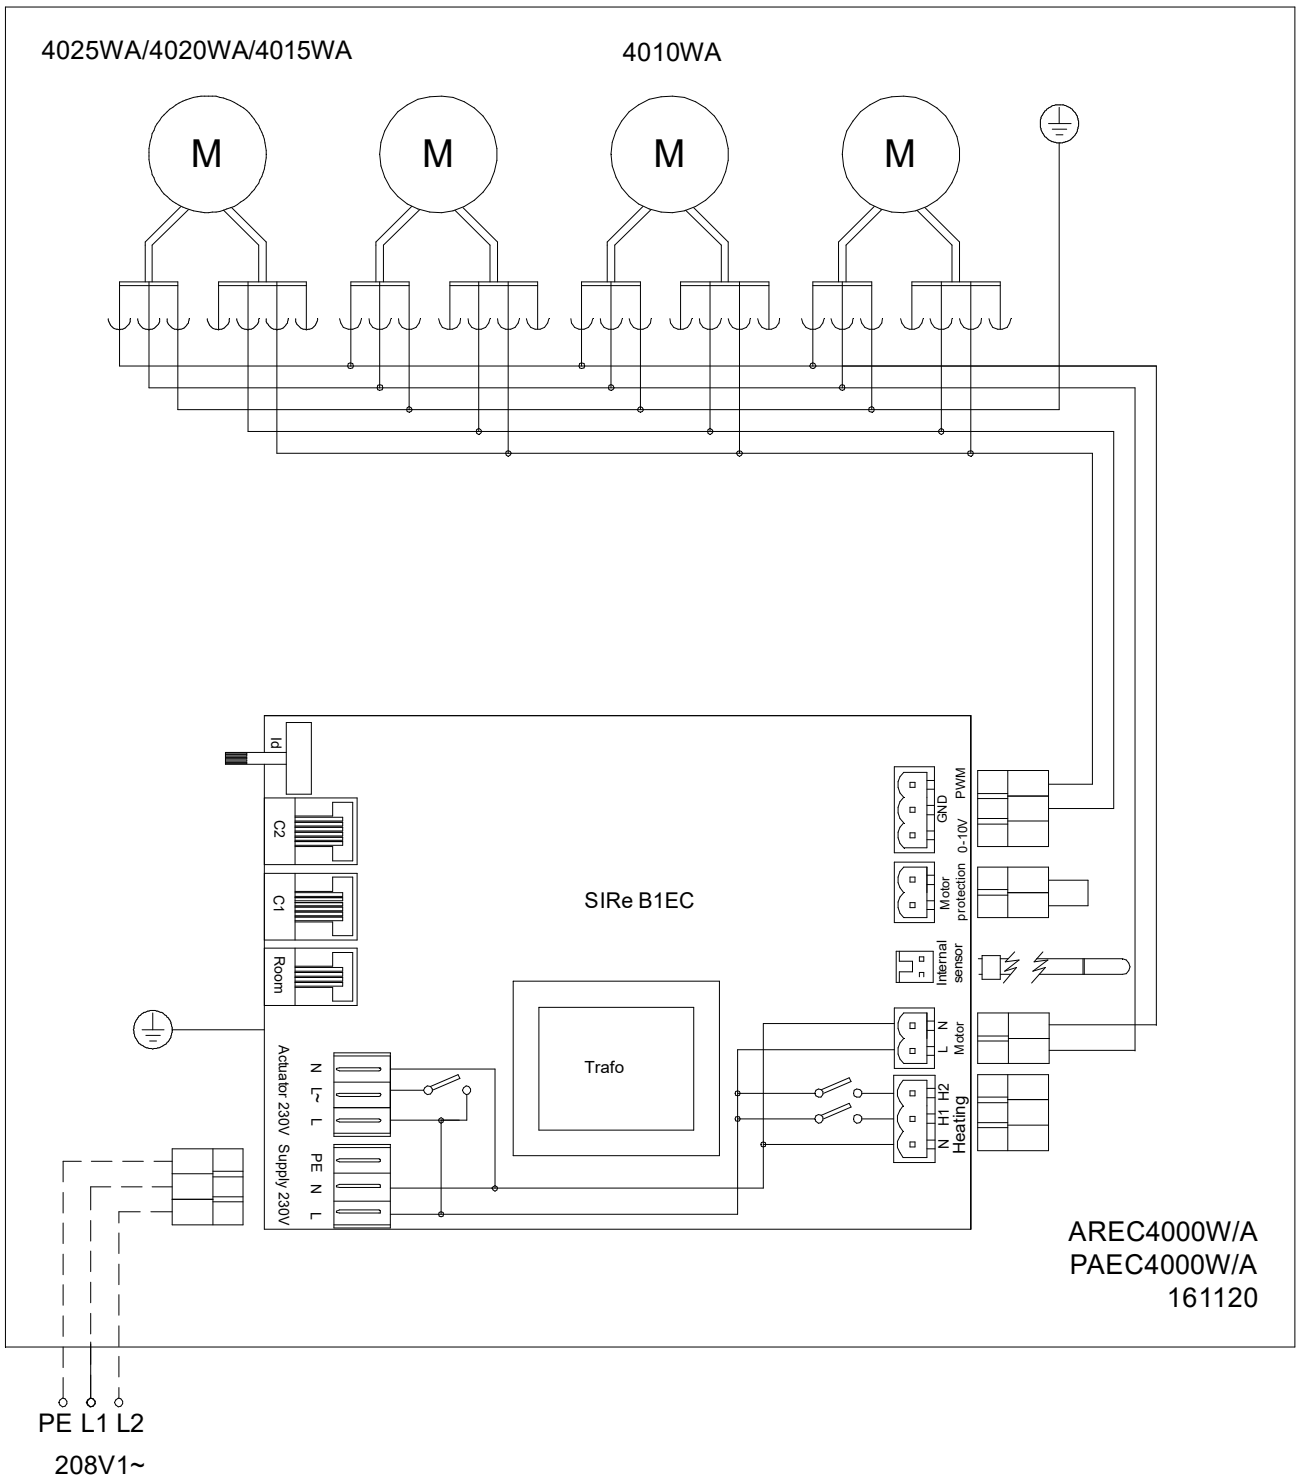 4025WA/4020WA/4015WA
4010WA
M
M
M
M
Id
C2
C1
Room
PWM
GND
0-10V
Motor
protection
Internal
sensor
SIRe B1EC
Trafo
N
L
Motor
H2
H1
N
Heating
Actuator 230V
N
L~
L
Supply 230V
PE
N
L
AREC4000W/A
PAEC4000W/A
161120
PE L1 L2
208V1~